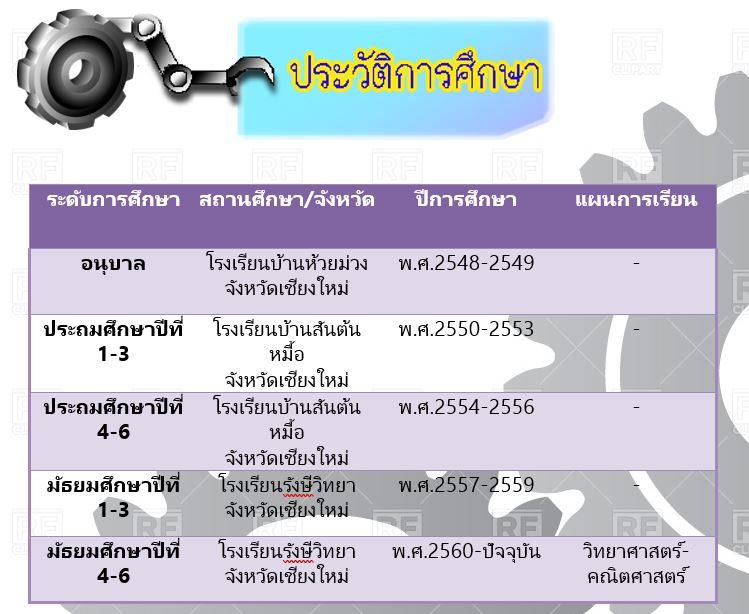 ประวัติการศึกษา
ระดับการศึกษา สถานศึกษา/จังหวัด ปีการศึกษา แผนการเรียน
อนุบาล โรงเรียนบ้านห้วยม่วง พ.ศ.2548-2549 -
จังหวัดเชียงใหม่
ประถมศึกษาปีที่ โรงเรียนบ้านสันต้น พ.ศ.2550-2553 -
1-3 หมื้อ
จังหวัดเชียงใหม่
ประถมศึกษาปีที่ โรงเรียนบ้านสันต้น พ.ศ.2554-2556 -
4-6 หมื้อ
จังหวัดเชียงใหม่
มัธยมศึกษาปีที่ โรงเรียนรังษีวิทยา พ.ศ.2557-2559 -
1-3 จังหวัดเชียงใหม่
มัธยมศึกษาปีที่ โรงเรียนรังษีวิทยา พ.ศ.2560-ปัจจุบัน วิทยาศาสตร์-
4-6 จังหวัดเชียงใหม่ คณิตศาสตร์
RF
CLIPART